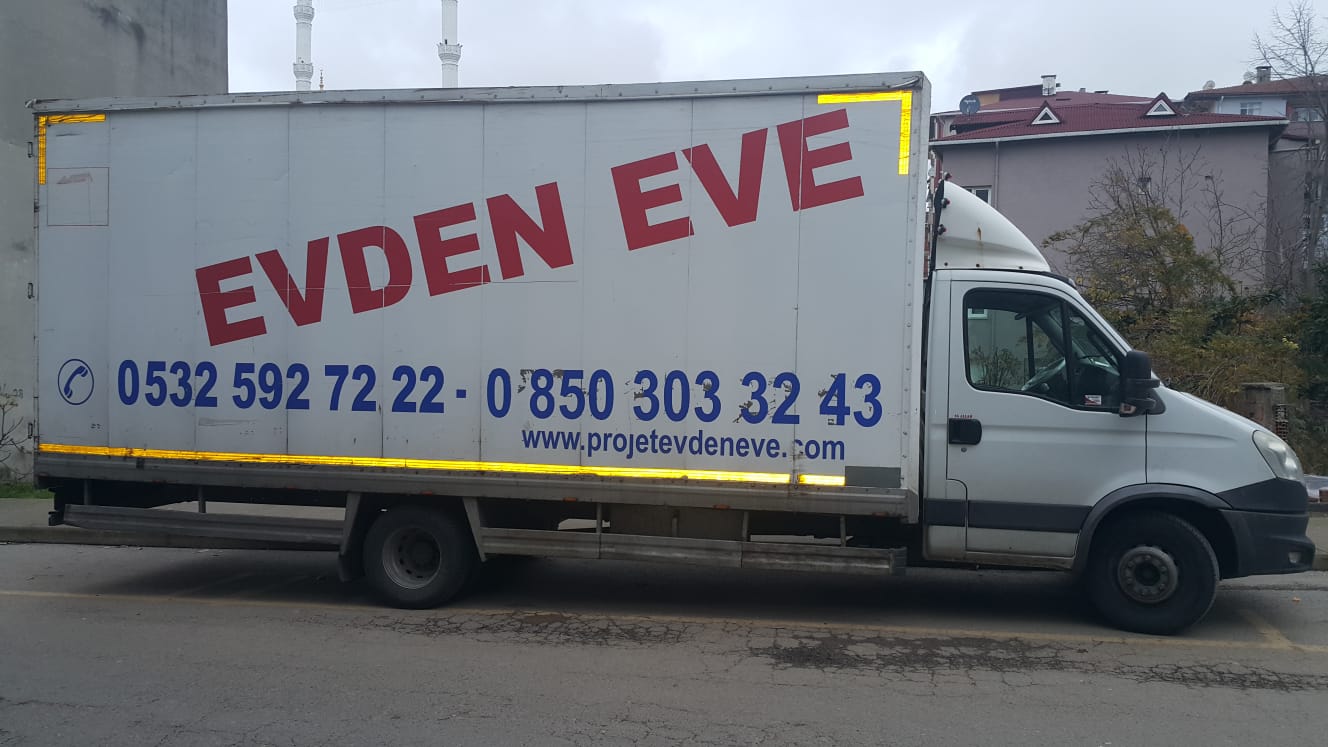 EVDEN EVE
0532 592 72 22 - 0 850 303 32 43
www.projetevdeneve.com